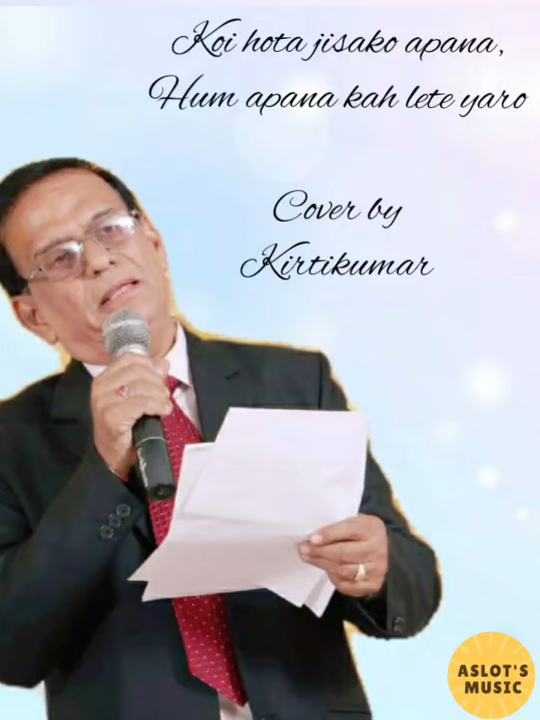 Koi hota jisako apana,
Hum apana kah lete yaro
Cover by
Kirtikumar
ASLOT'S
MUSIC